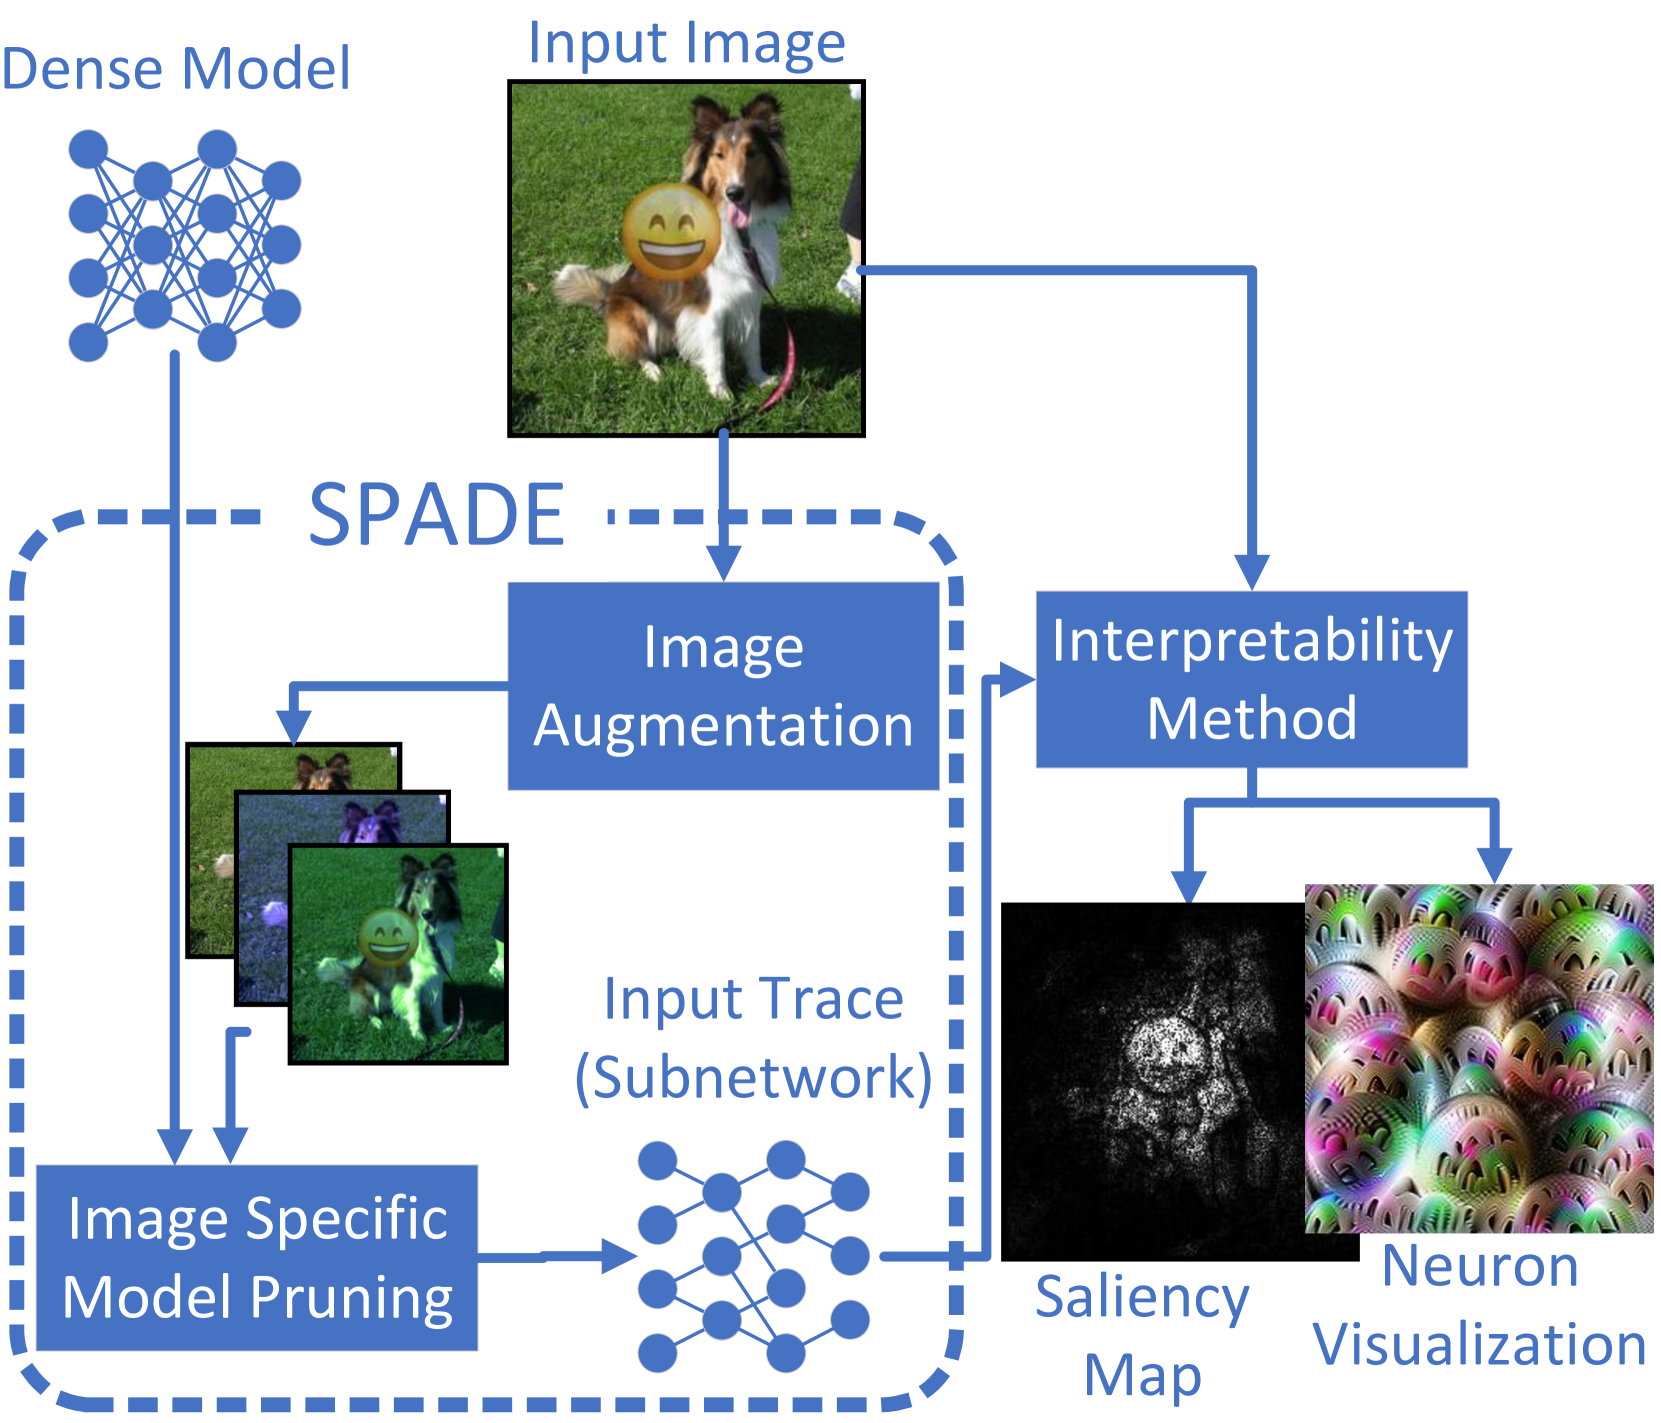 Dense Model
Input Image
SPADE
Image
Augmentation
Interpretability
Method
Input Trace
(Subnetwork)
Image Specific
Model Pruning
Saliency
Map
Neuron
Visualization